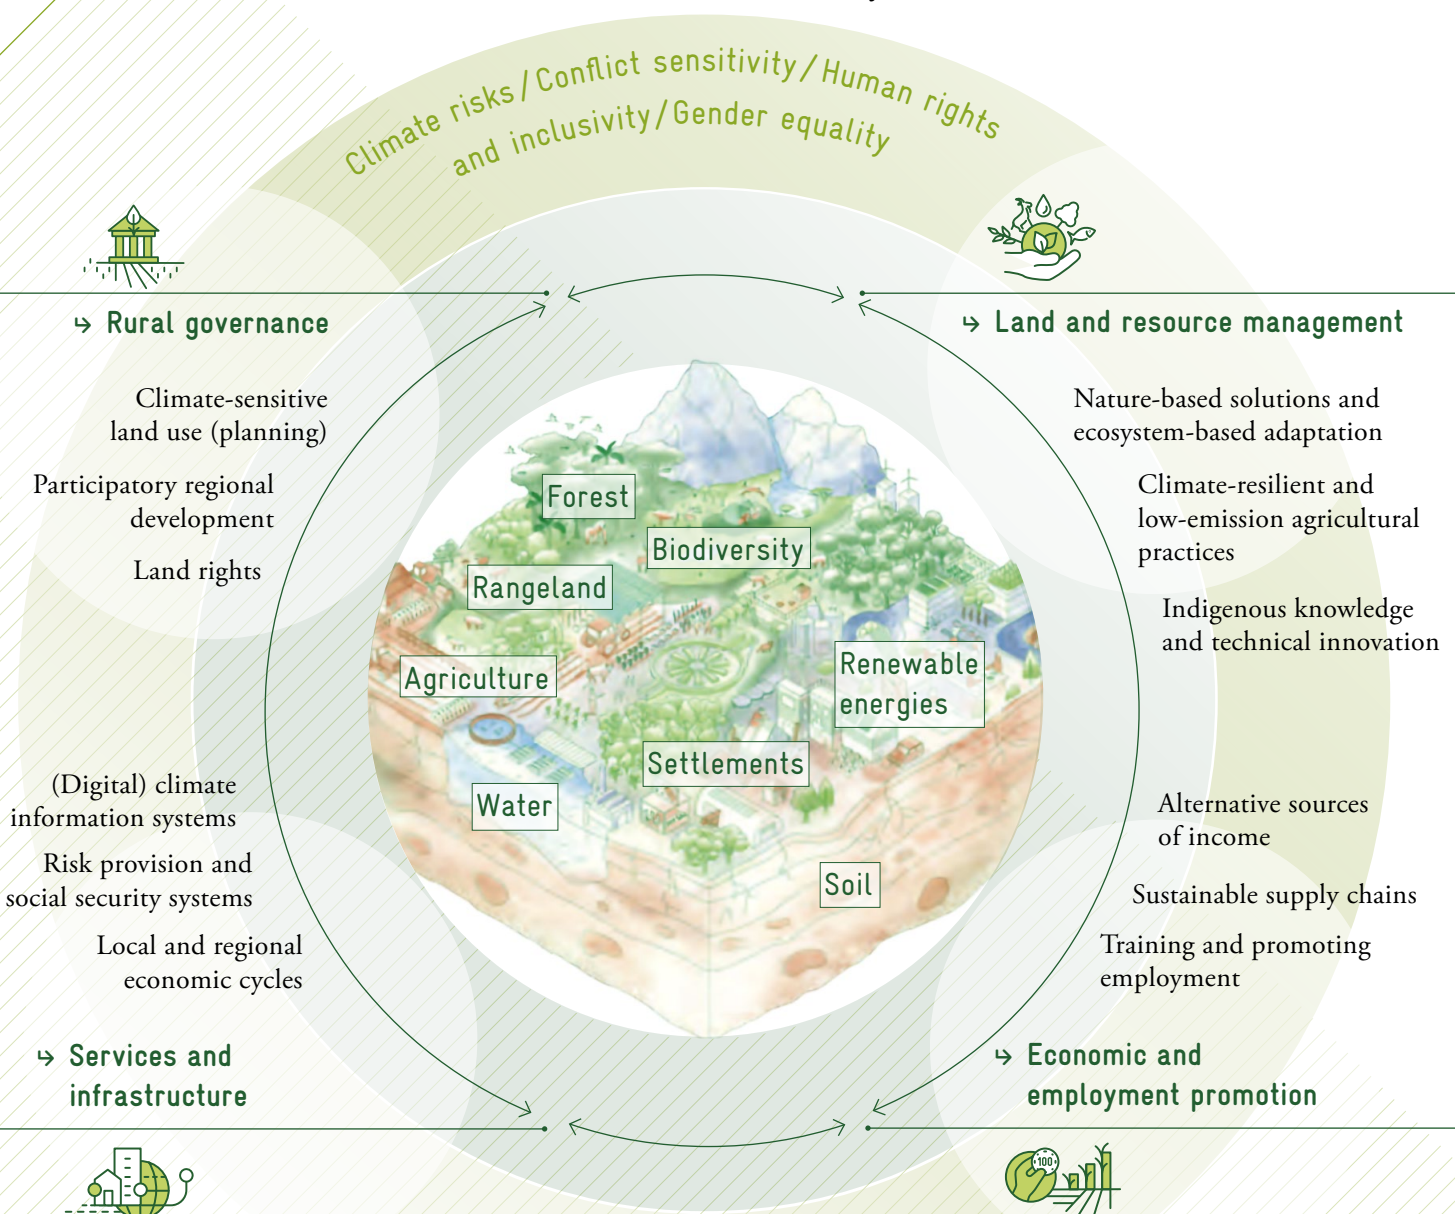 Climate risks / Conflict sensitivity / Human rights
and inclusivity / Gender equality
↳ Rural governance
Climate-sensitive
land use (planning)
Participatory regional
development
Land rights
↳ Land and resource management
Nature-based solutions and
ecosystem-based adaptation
Climate-resilient and
low-emission agricultural
practices
Indigenous knowledge
and technical innovation
Forest
Biodiversity
Rangeland
Agriculture
Renewable
energies
Settlements
Water
Soil
(Digital) climate
information systems
Risk provision and
social security systems
Local and regional
economic cycles
↳ Services and
infrastructure
Alternative sources
of income
Sustainable supply chains
Training and promoting
employment
↳ Economic and
employment promotion
100